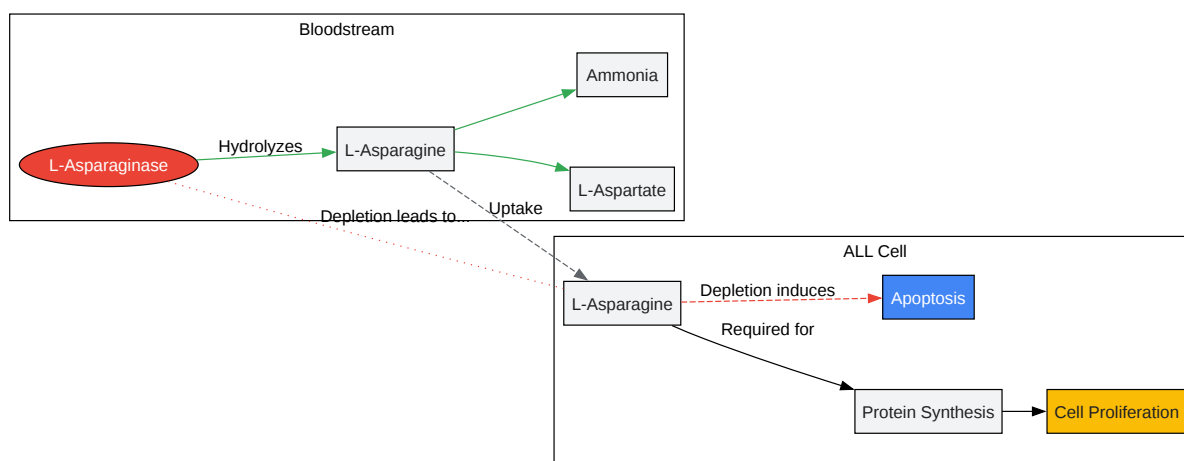 Bloodstream
Ammonia
Hydrolyzes
L-Asparagine
L-Asparaginase
L-Aspartate
Depletion leads to...
Uptake
ALL Cell
L-Asparagine
Depletion induces
Apoptosis
Required for
Protein Synthesis
Cell Proliferation